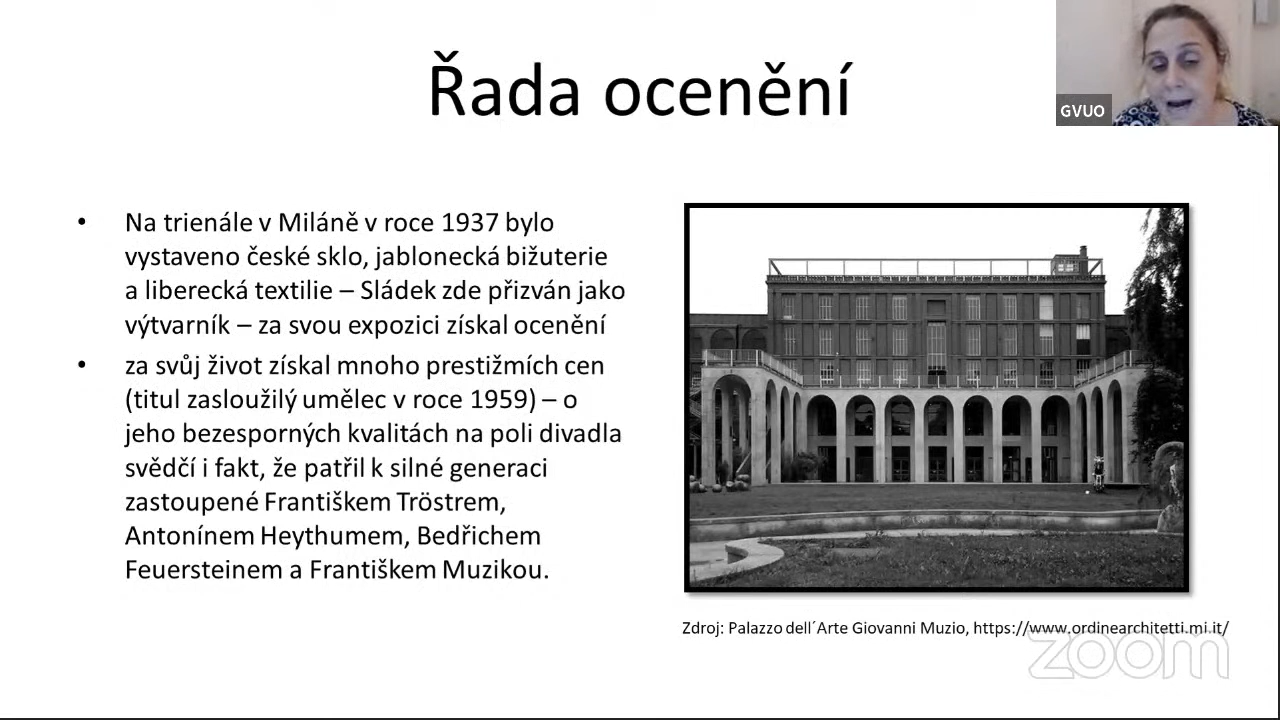 Řada ocenění
GVUO
• Na trienále v Miláně v roce 1937 bylo
vystaveno české sklo, jablonecká bižuterie
a liberecká textilie – Sládek zde přizván jako
výtvarník – za svou expozici získal ocenění
• za svůj život získal mnoho prestižmích cen
(titul zasloužilý umělec v roce 1959) – o
jeho bezesporných kvalitách na poli divadla
svědčí i fakt, že patřil k silné generaci
zastoupené Františkem Tröstrem,
Antonínem Heythumem, Bedřichem
Feuersteinem a Františkem Muzikou.
Zdroj: Palazzo dell´Arte Giovanni Muzio, https://www.ordinearchitetti.mi.it/
zoom